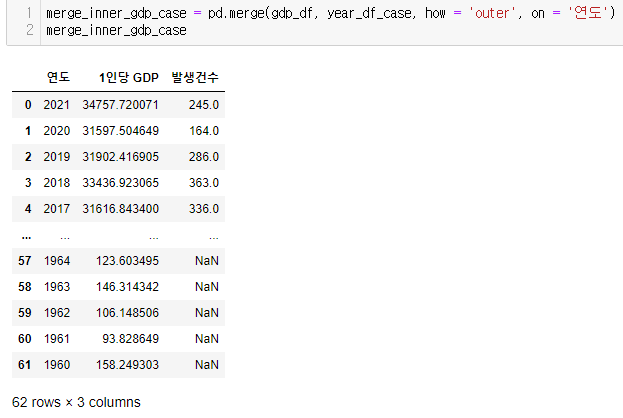 1 merge_inner_gdp_case = pd.merge(gdp_df, year_df_case, how = 'outer', on = '연도')
2 merge_inner_gdp_case
연도 1인당 GDP 발생건수
0 2021 34757.720071 245.0
1 2020 31597.504649 164.0
2 2019 31902.416905 286.0
3 2018 33436.923065 363.0
4 2017 31616.843400 336.0
... ... ... ...
57 1964 123.603495 NaN
58 1963 146.314342 NaN
59 1962 106.148506 NaN
60 1961 93.828649 NaN
61 1960 158.249303 NaN
62 rows × 3 columns